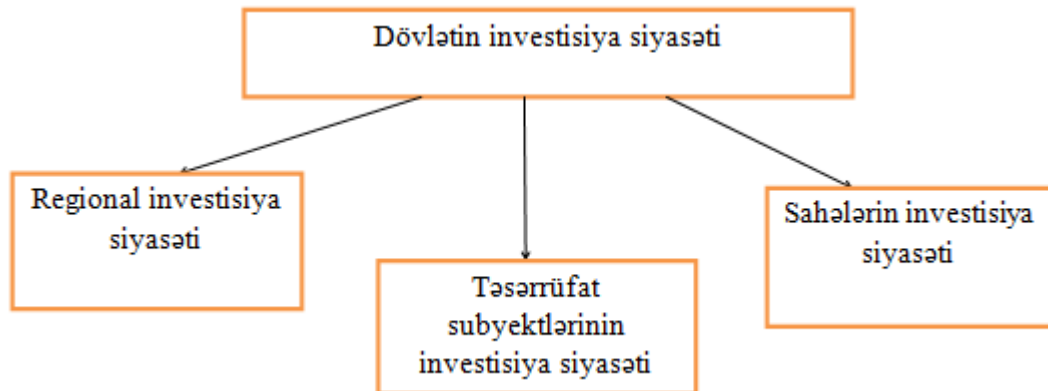 Dövlətin investisiya siyasəti
Regional investisiya
siyasəti
Təsərrüfat
subyektlərinin
investisiya siyasəti
Sahələrin investisiya
siyasəti